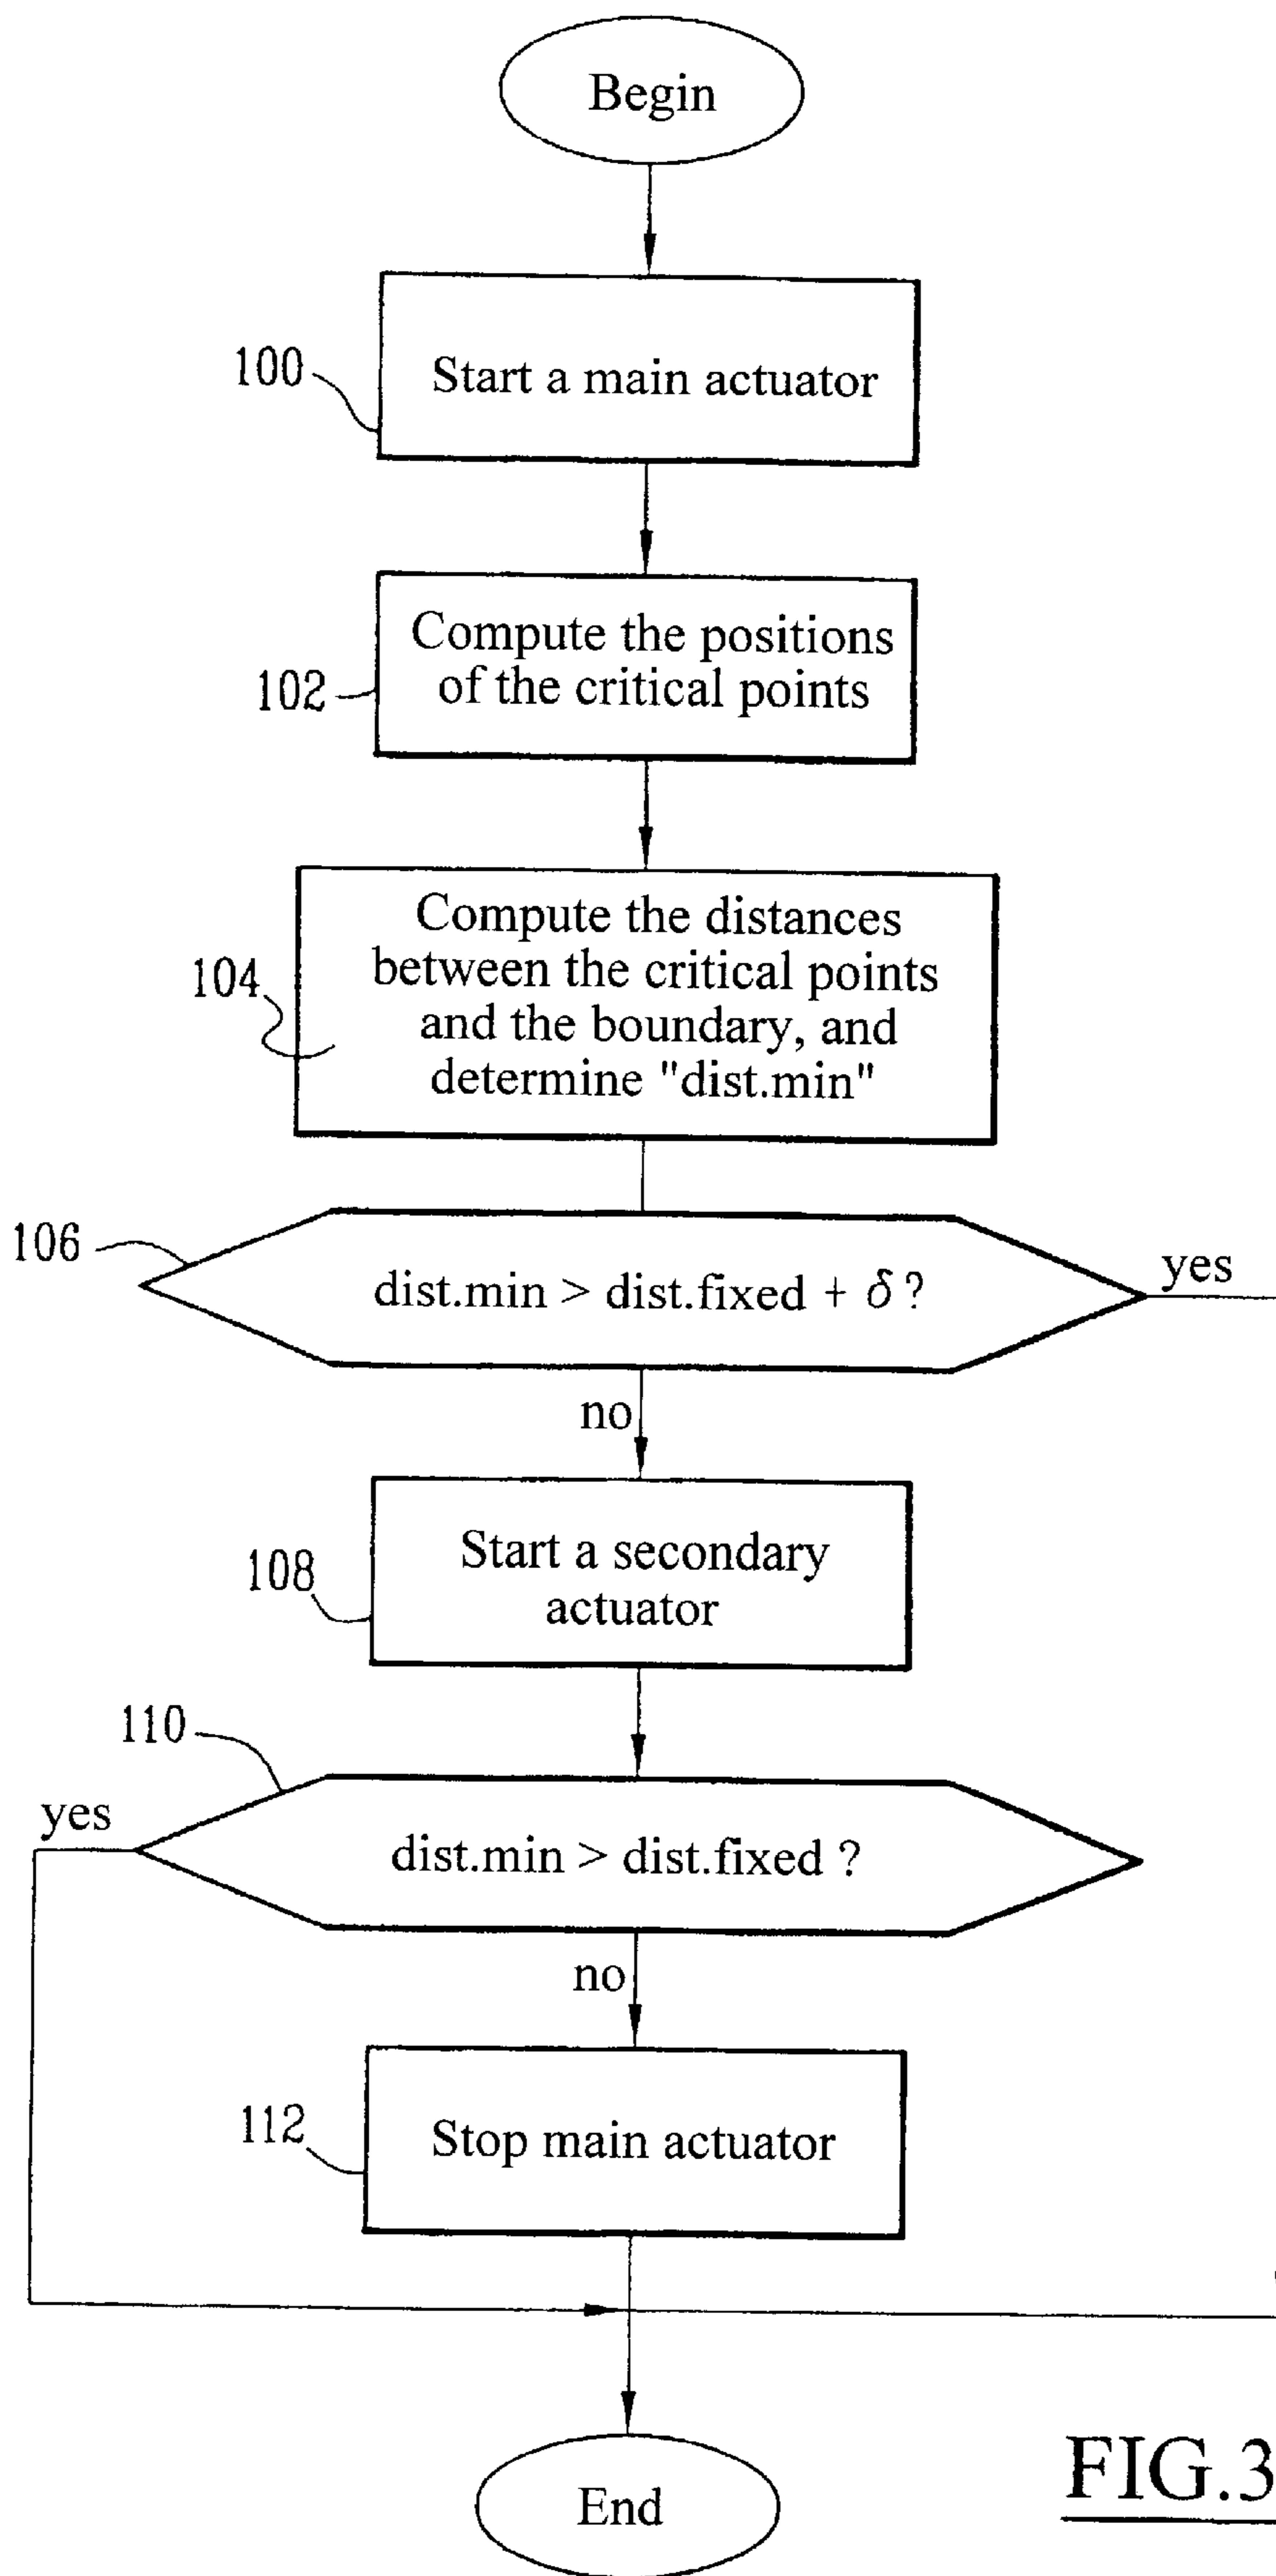 Begin
100
Start a main actuator
102
Compute the positions
of the critical points
104
Compute the distances
between the critical points
and the boundary, and
determine "dist.min"
106
dist.min > dist.fixed + δ ?
yes
no
108
Start a secondary
actuator
110
yes
dist.min > dist.fixed ?
no
112
Stop main actuator
End
FIG.3